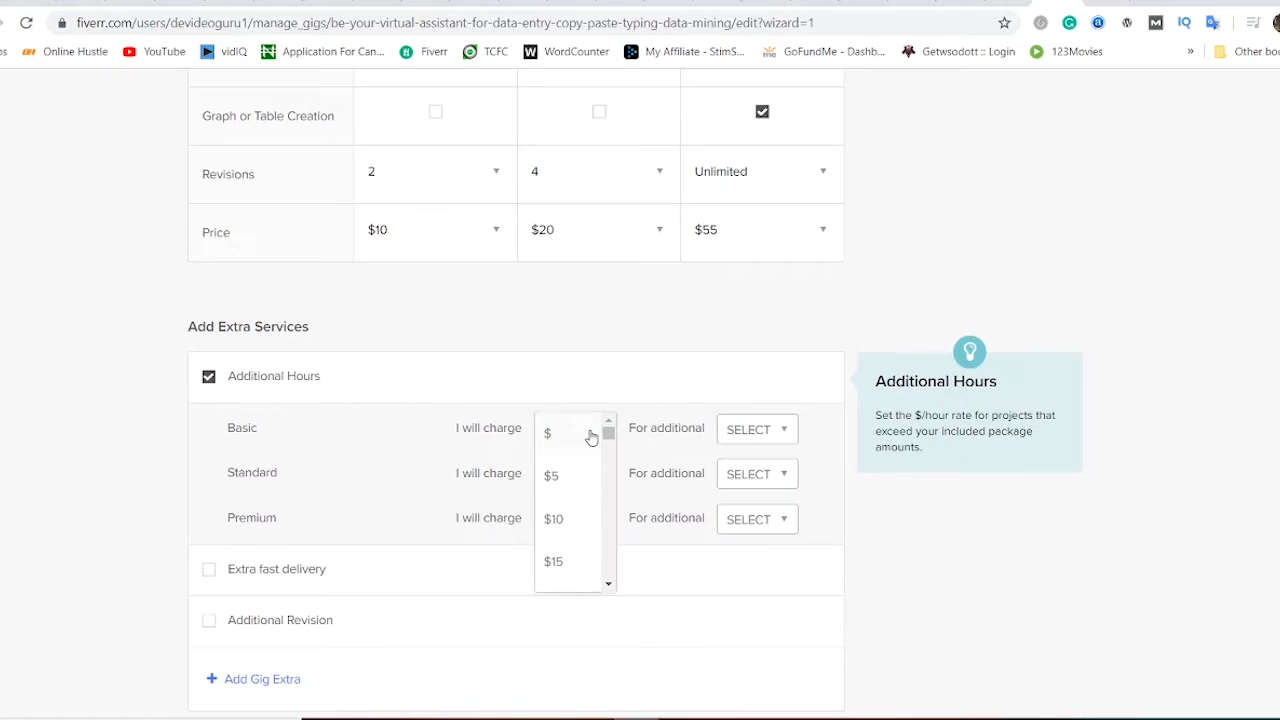 fiverr.com/users/devideoguru1/manage_gigs/be-your-virtual-assistant-for-data-entry-copy-paste-typing-data-mining/edit?wizard=1
Online Hustle YouTube vidIQ Application For Can... Fiverr TCFC WordCounter My Affiliate - StimS... GoFundMe - Dashb... Getwsodott :: Login 123Movies » Other boo
Graph or Table Creation
Revisions 2 4 Unlimited
Price $10 $20 $55
Add Extra Services
Additional Hours
Basic I will charge $ For additional SELECT
$5
Standard I will charge For additional SELECT
$10
Premium I will charge For additional SELECT
$15
Extra fast delivery
Additional Revision
+ Add Gig Extra
Additional Hours
Set the $/hour rate for projects that
exceed your included package
amounts.